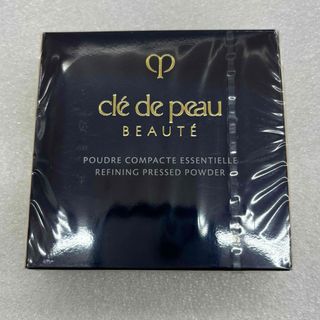 clé de peau
BEAUTÉ
POUDRE COMPACTE ESSENTIELLE
REFINING PRESSED POWDER